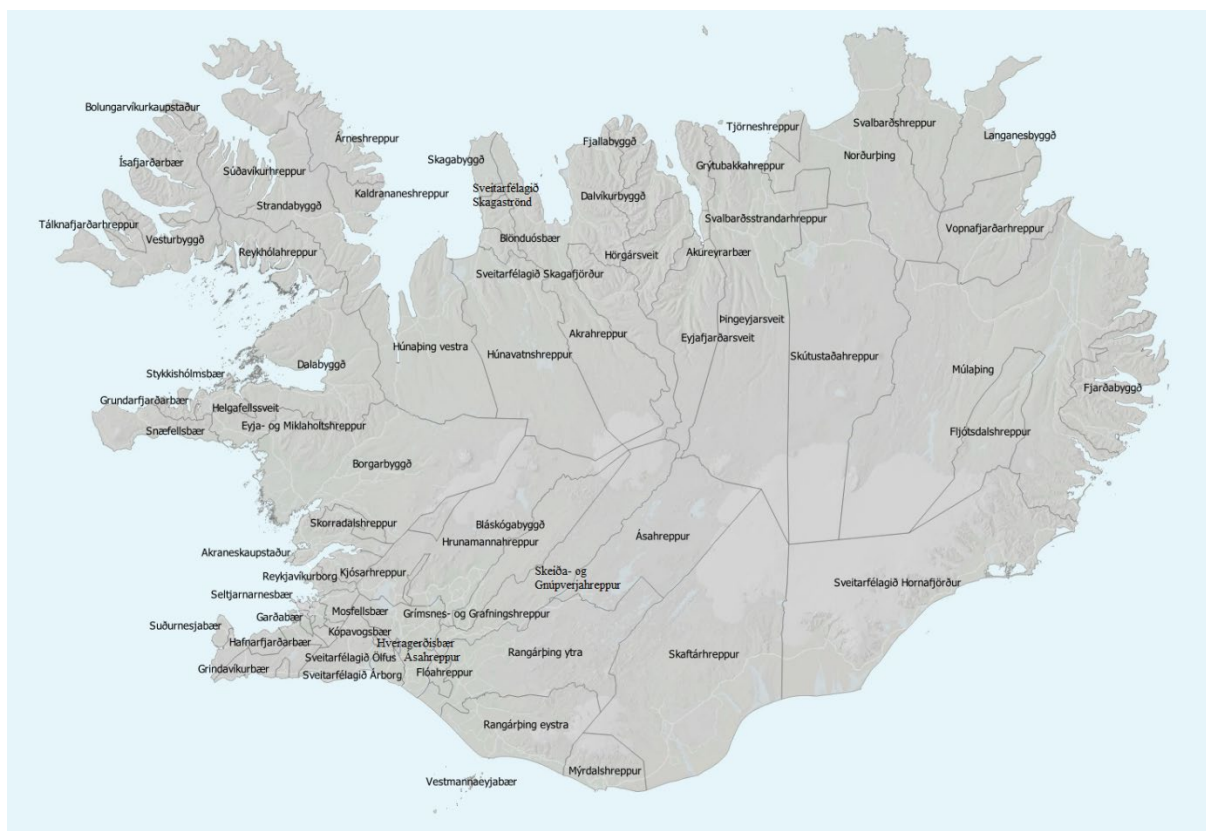 Bolungarvíkurkaupstaður
Árneshreppur
Ísafjarðarbær
Súðavíkurhreppur
Kaldrananeshreppur
Strandabyggð
Tálknafjarðarhreppur
Vesturbyggð
Reykhólahreppur
Skagabyggð
Sveitarfélagið
Skagaströnd
Blönduósbær
Sveitarfélagið Skagafjörður
Fjallabyggð
Dalvíkurbyggð
Hörgársveit
Akrahreppur
Tjörneshreppur
Grýtubakkahreppur
Svalbarðsstrandarhreppur
Akureyrarbær
Þingeyjarsveit
Eyjafjarðarsveit
Svalbarðshreppur
Norðurþing
Langanesbyggð
Vopnafjarðarhreppur
Skútustaðahreppur
Múlaþing
Fjarðabyggð
Fljótsdalshreppur
Húnaþing vestra
Húnavatnshreppur
Dalabyggð
Stykkishólmsbær
Grundarfjarðarbær
Helgafellssveit
Snæfellsbær
Eyja- og Miklaholtshreppur
Borgarbyggð
Skorradalshreppur
Bláskógabyggð
Hrunamannahreppur
Ásahreppur
Akraneskaupstaður
Reykjavíkurborg
Kjósarhreppur
Skeiða- og
Gnúpverjahreppur
Sveitarfélagið Hornafjörður
Seltjarnarnesbær
Mosfellsbær
Grímsnes- og Grafningshreppur
Garðabær
Suðurnesjabær
Kópavogsbær
Hafnarfjarðarbær
Hveragerðisbær
Sveitarfélagið Ölfus
Ásahreppur
Rangárþing ytra
Skaftárhreppur
Grindavíkurbær
Sveitarfélagið Árborg
Flóahreppur
Rangárþing eystra
Mýrdalshreppur
Vestmannaeyjabær